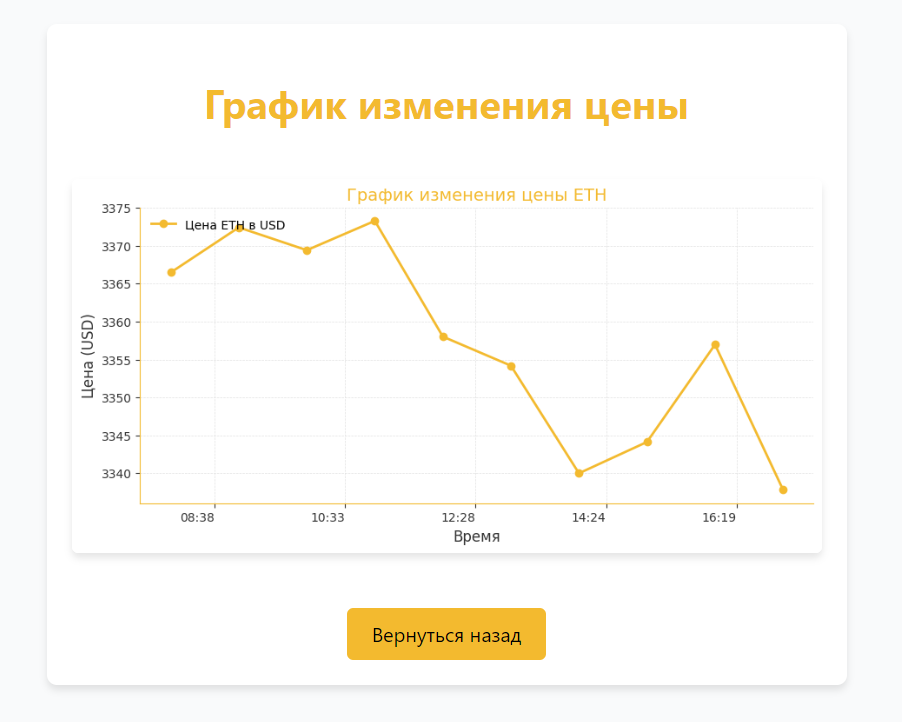 График изменения цены
График изменения цены ETH
Цена ETH в USD
3375
3370
3365
3360
3355
3350
3345
3340
Цена (USD)
08:38
10:33
12:28
14:24
16:19
Время
Вернуться назад